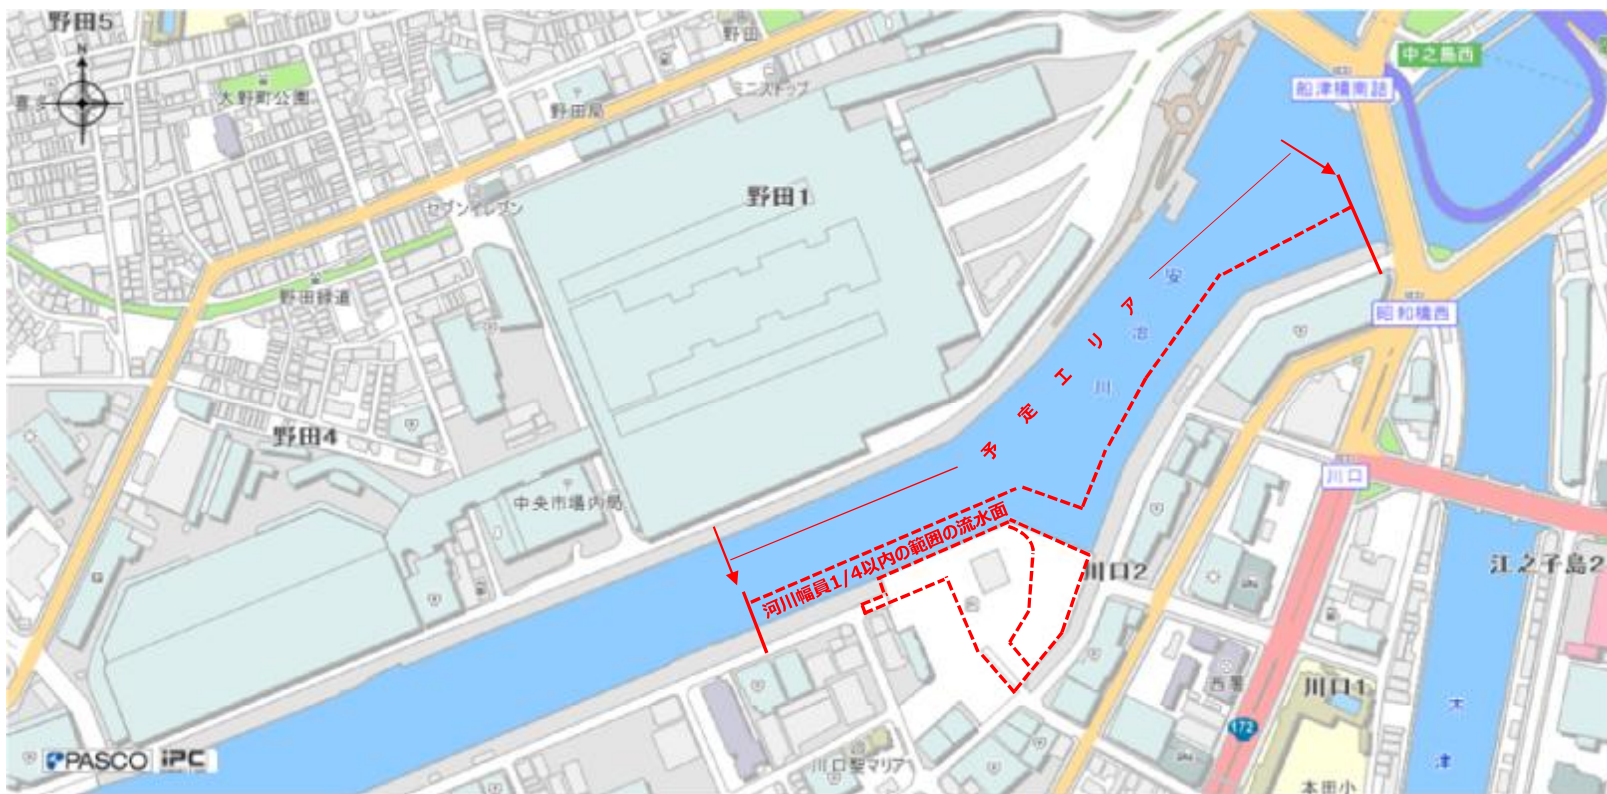 野田5
N
喜多
大野町公園
野田局
野田
ミニストップ
中之島西
船津橋南詰
野田1
セブンイレブン
野田緑道
安治川
予定エリア
昭和橋西
野田4
中央市場内局
川口
河川幅員1/4以内の範囲の流水面
川口2
江之子島2
西署
川口1
172
木津
川口聖マリア
本田小
PASCO iPC